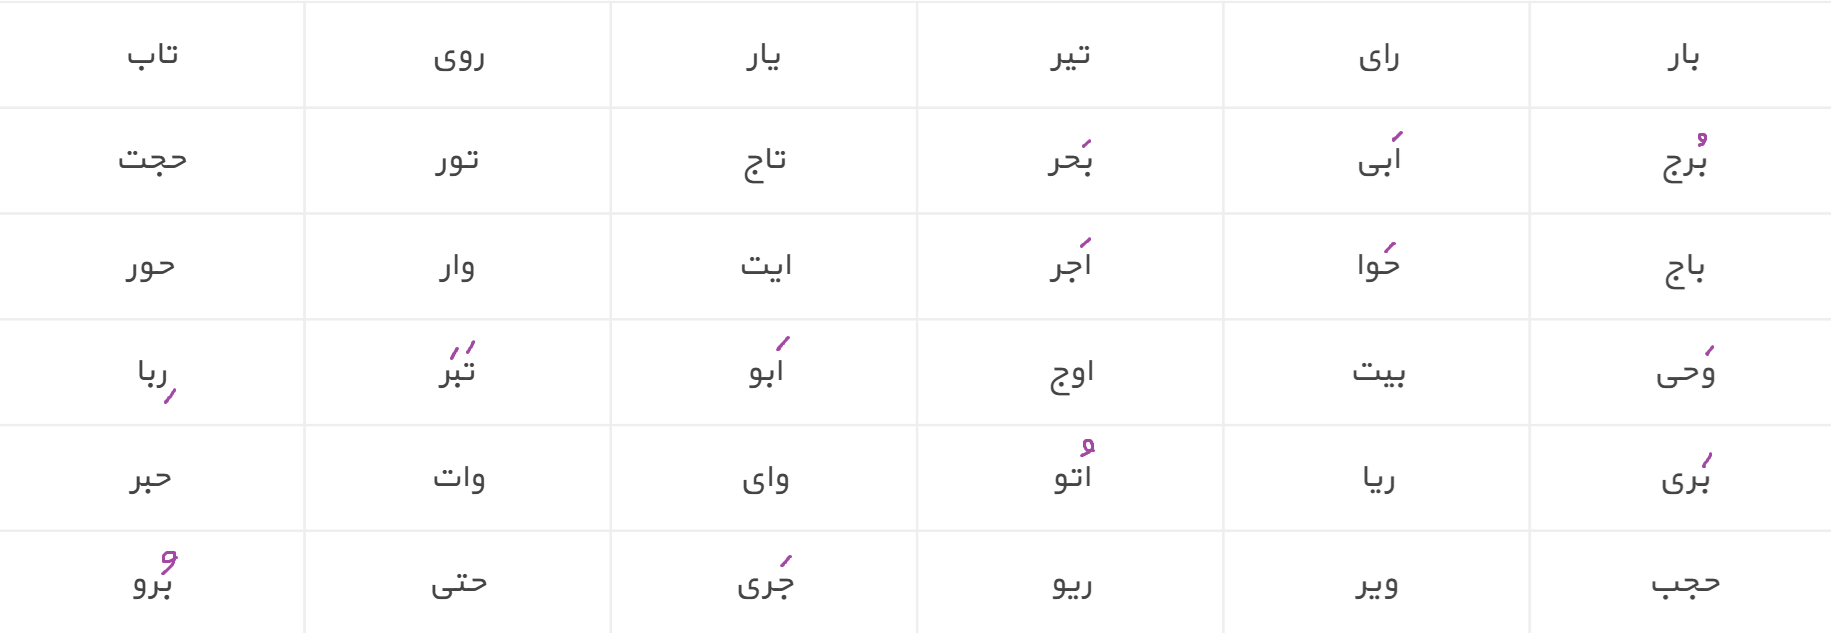 بار رای تیر یار روی تاب
بُرج اَبی بَحر تاج تور حجت
باج حَوا اَجر ایت وار حور
وَحی بیت اوج اَبو تَبَر رِبا
بَری ریا اُتو وای وات حبر
حجب ویر ریو جَری حتی بُرو